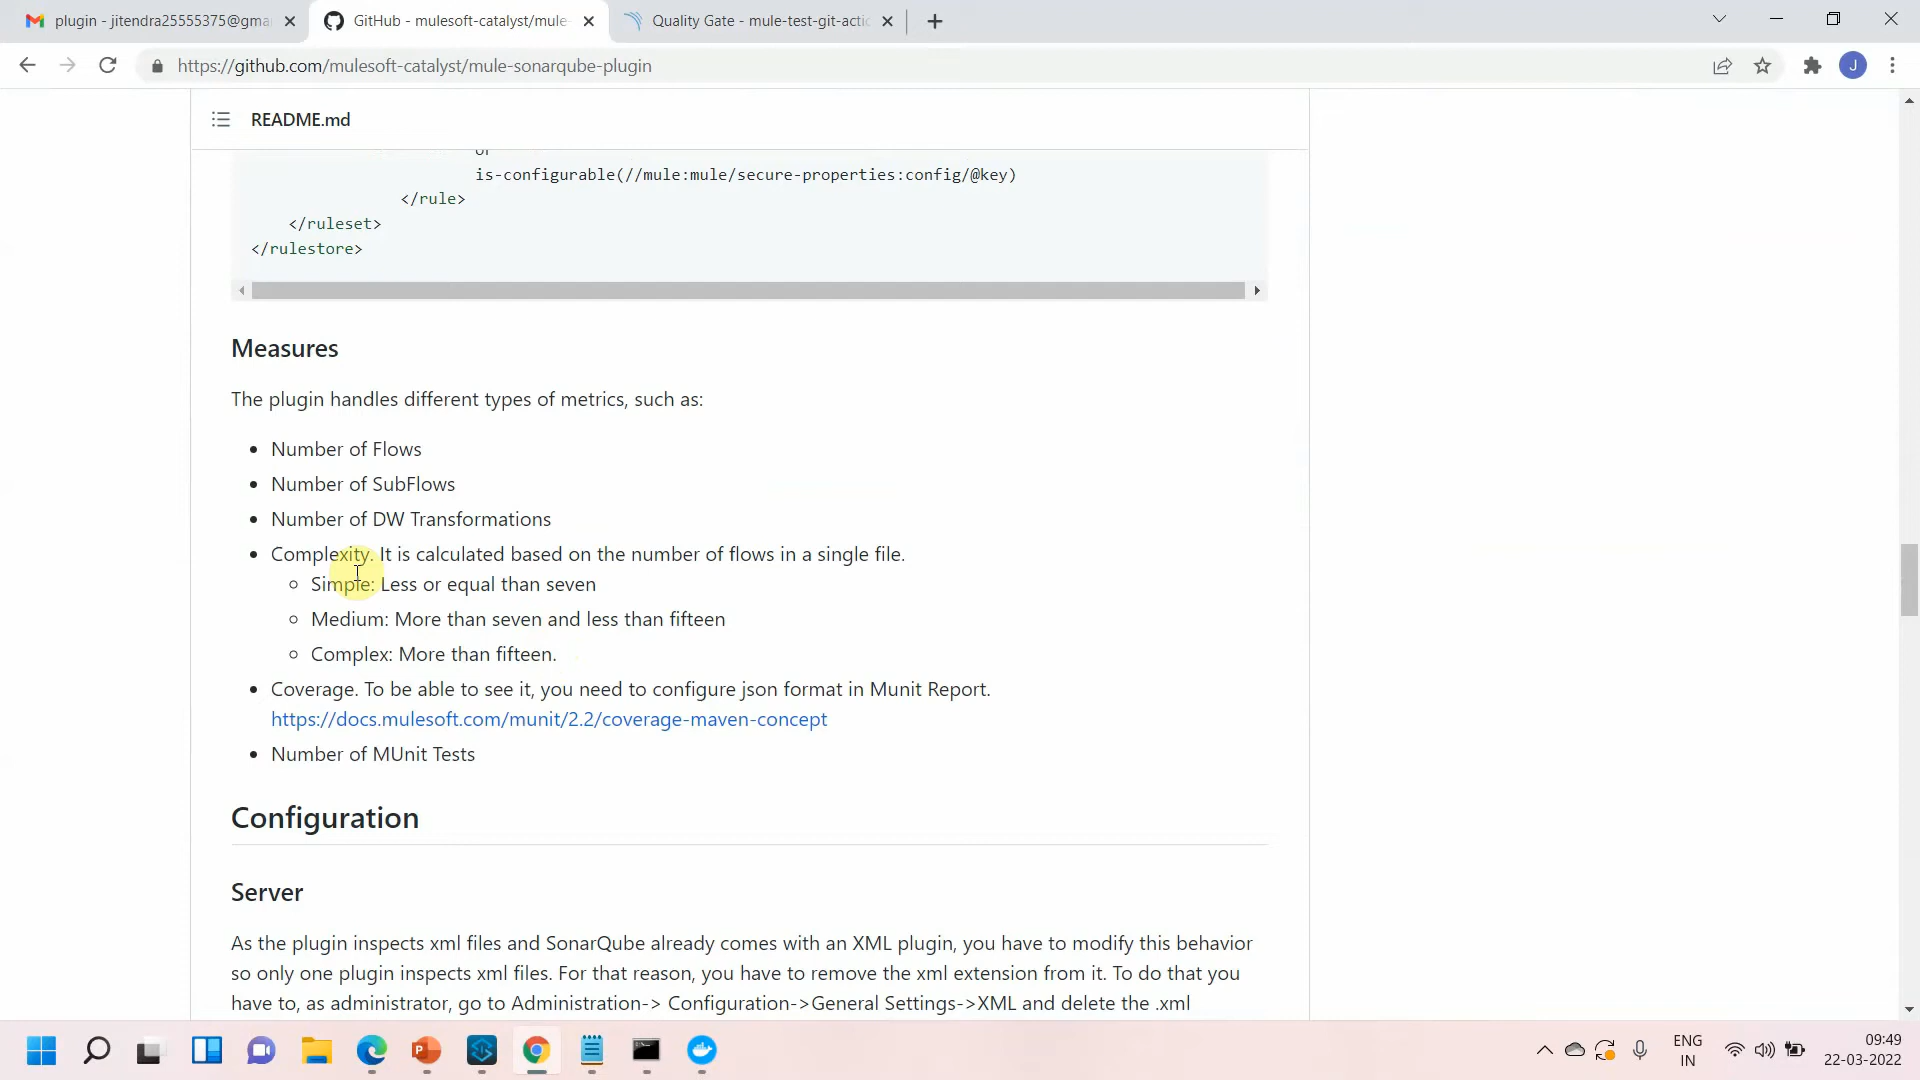 plugin - jitendra25555375@gma
GitHub - mulesoft-catalyst/mule-
Quality Gate - mule-test-git-actio
https://github.com/mulesoft-catalyst/mule-sonarqube-plugin
J
README.md
or
is-configurable(//mule:mule/secure-properties:config/@key)
</rule>
</ruleset>
</rulestore>
Measures
The plugin handles different types of metrics, such as:
Number of Flows
Number of SubFlows
Number of DW Transformations
Complexity. It is calculated based on the number of flows in a single file.
Simple: Less or equal than seven
Medium: More than seven and less than fifteen
Complex: More than fifteen.
Coverage. To be able to see it, you need to configure json format in Munit Report.
https://docs.mulesoft.com/munit/2.2/coverage-maven-concept
Number of MUnit Tests
Configuration
Server
As the plugin inspects xml files and SonarQube already comes with an XML plugin, you have to modify this behavior
so only one plugin inspects xml files. For that reason, you have to remove the xml extension from it. To do that you
have to, as administrator, go to Administration-> Configuration->General Settings->XML and delete the .xml
ENG
IN
09:49
22-03-2022